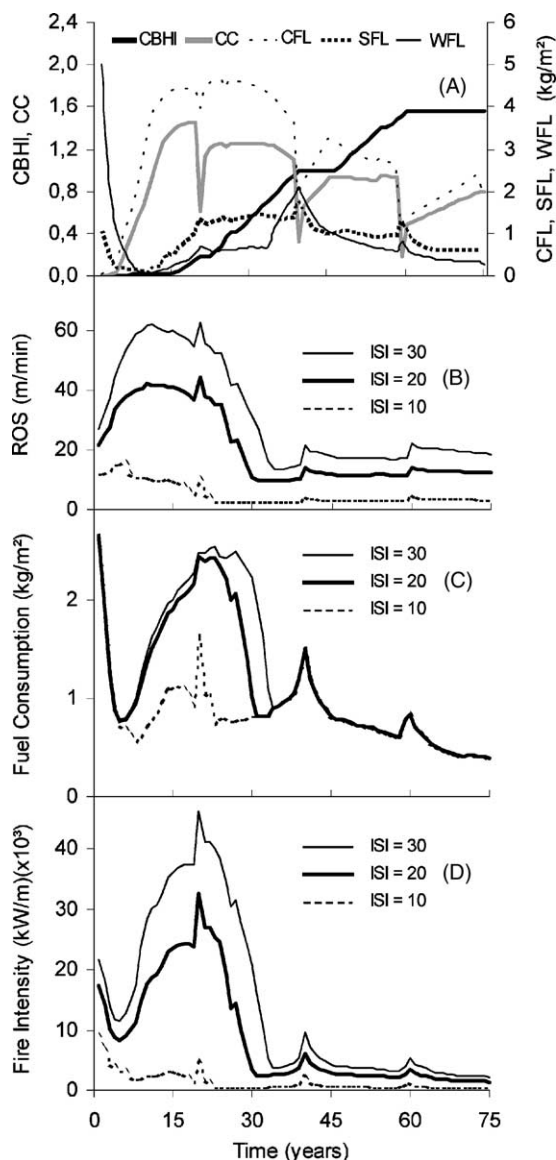 CBHI CC CFL SFL WFL
(A)
2,0
1,6
1,2
0,8
0,4
0,0
CBHI, CC
6
5
4
3
2
1
0
CFL, SFL, WFL (kg/m²)
60
40
20
0
ROS (m/min)
ISI = 30
ISI = 20 (B)
ISI = 10
2
1
0
Fuel Consumption (kg/m²)
ISI = 30
ISI = 20 (C)
ISI = 10
40
30
20
10
0
Fire Intensity (kW/m)(x10³)
ISI = 30
ISI = 20 (D)
ISI = 10
0 15 30 45 60 75
Time (years)